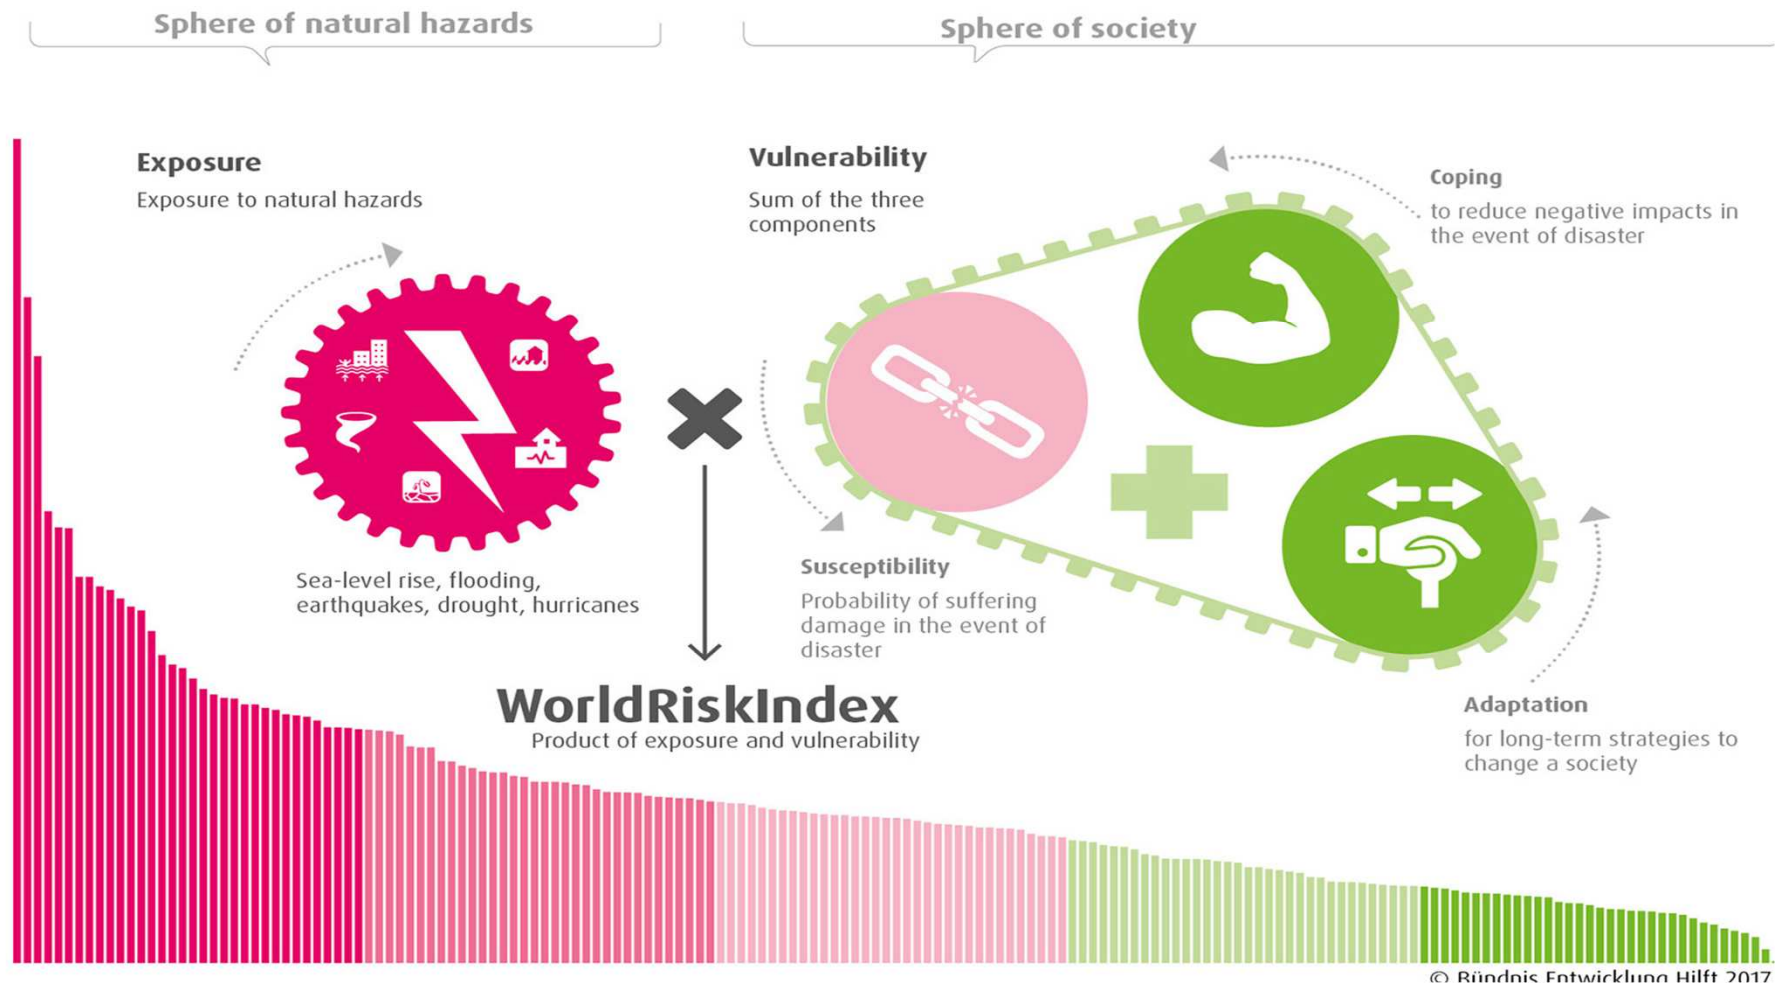 Sphere of natural hazards
Sphere of society
Exposure
Exposure to natural hazards
Vulnerability
Sum of the three
components
Coping
to reduce negative impacts in
the event of disaster
Sea-level rise, flooding,
earthquakes, drought, hurricanes
Susceptibility
Probability of suffering
damage in the event of
disaster
WorldRiskIndex
Product of exposure and vulnerability
Adaptation
for long-term strategies to
change a society
© Bündnis Entwicklung Hilft 2017